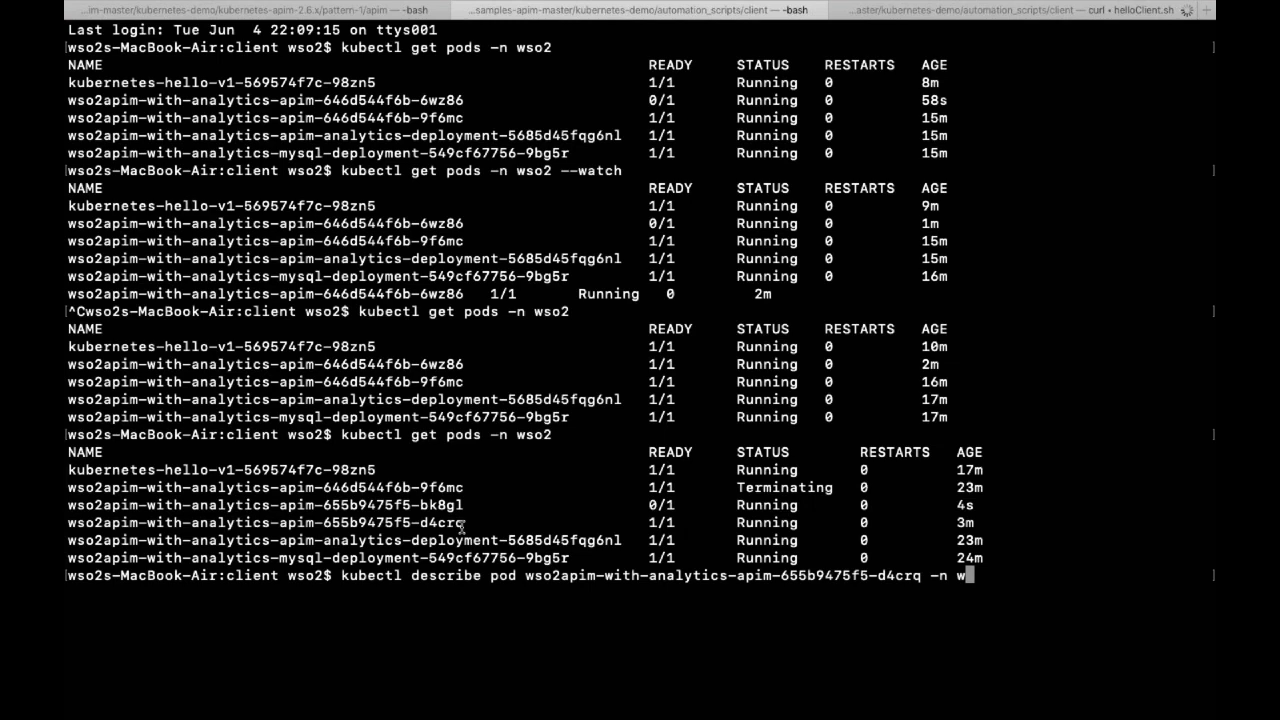 ...im-master/kubernetes-demo/kubernetes-apim-2.6.x/pattern-1/apim — -bash ...samples-apim-master/kubernetes-demo/automation_scripts/client — -bash ...aster/kubernetes-demo/automation_scripts/client — curl • helloClient.sh +
Last login: Tue Jun  4 22:09:15 on ttys001
[wso2s-MacBook-Air:client wso2$ kubectl get pods -n wso2 ]
NAME READY STATUS RESTARTS AGE
kubernetes-hello-v1-569574f7c-98zn5 1/1 Running 0 8m
wso2apim-with-analytics-apim-646d544f6b-6wz86 0/1 Running 0 58s
wso2apim-with-analytics-apim-646d544f6b-9f6mc 1/1 Running 0 15m
wso2apim-with-analytics-apim-analytics-deployment-5685d45fqg6nl 1/1 Running 0 15m
wso2apim-with-analytics-mysql-deployment-549cf67756-9bg5r 1/1 Running 0 15m
[wso2s-MacBook-Air:client wso2$ kubectl get pods -n wso2 --watch ]
NAME READY STATUS RESTARTS AGE
kubernetes-hello-v1-569574f7c-98zn5 1/1 Running 0 9m
wso2apim-with-analytics-apim-646d544f6b-6wz86 0/1 Running 0 1m
wso2apim-with-analytics-apim-646d544f6b-9f6mc 1/1 Running 0 15m
wso2apim-with-analytics-apim-analytics-deployment-5685d45fqg6nl 1/1 Running 0 15m
wso2apim-with-analytics-mysql-deployment-549cf67756-9bg5r 1/1 Running 0 16m
wso2apim-with-analytics-apim-646d544f6b-6wz86 1/1 Running 0 2m
[^Cwso2s-MacBook-Air:client wso2$ kubectl get pods -n wso2 ]
NAME READY STATUS RESTARTS AGE
kubernetes-hello-v1-569574f7c-98zn5 1/1 Running 0 10m
wso2apim-with-analytics-apim-646d544f6b-6wz86 1/1 Running 0 2m
wso2apim-with-analytics-apim-646d544f6b-9f6mc 1/1 Running 0 16m
wso2apim-with-analytics-apim-analytics-deployment-5685d45fqg6nl 1/1 Running 0 17m
wso2apim-with-analytics-mysql-deployment-549cf67756-9bg5r 1/1 Running 0 17m
[wso2s-MacBook-Air:client wso2$ kubectl get pods -n wso2 ]
NAME READY STATUS RESTARTS AGE
kubernetes-hello-v1-569574f7c-98zn5 1/1 Running 0 17m
wso2apim-with-analytics-apim-646d544f6b-9f6mc 1/1 Terminating 0 23m
wso2apim-with-analytics-apim-655b9475f5-bk8gl 0/1 Running 0 4s
wso2apim-with-analytics-apim-655b9475f5-d4crq 1/1 Running 0 3m
wso2apim-with-analytics-apim-analytics-deployment-5685d45fqg6nl 1/1 Running 0 23m
wso2apim-with-analytics-mysql-deployment-549cf67756-9bg5r 1/1 Running 0 24m
[wso2s-MacBook-Air:client wso2$ kubectl describe pod wso2apim-with-analytics-apim-655b9475f5-d4crq -n w ]